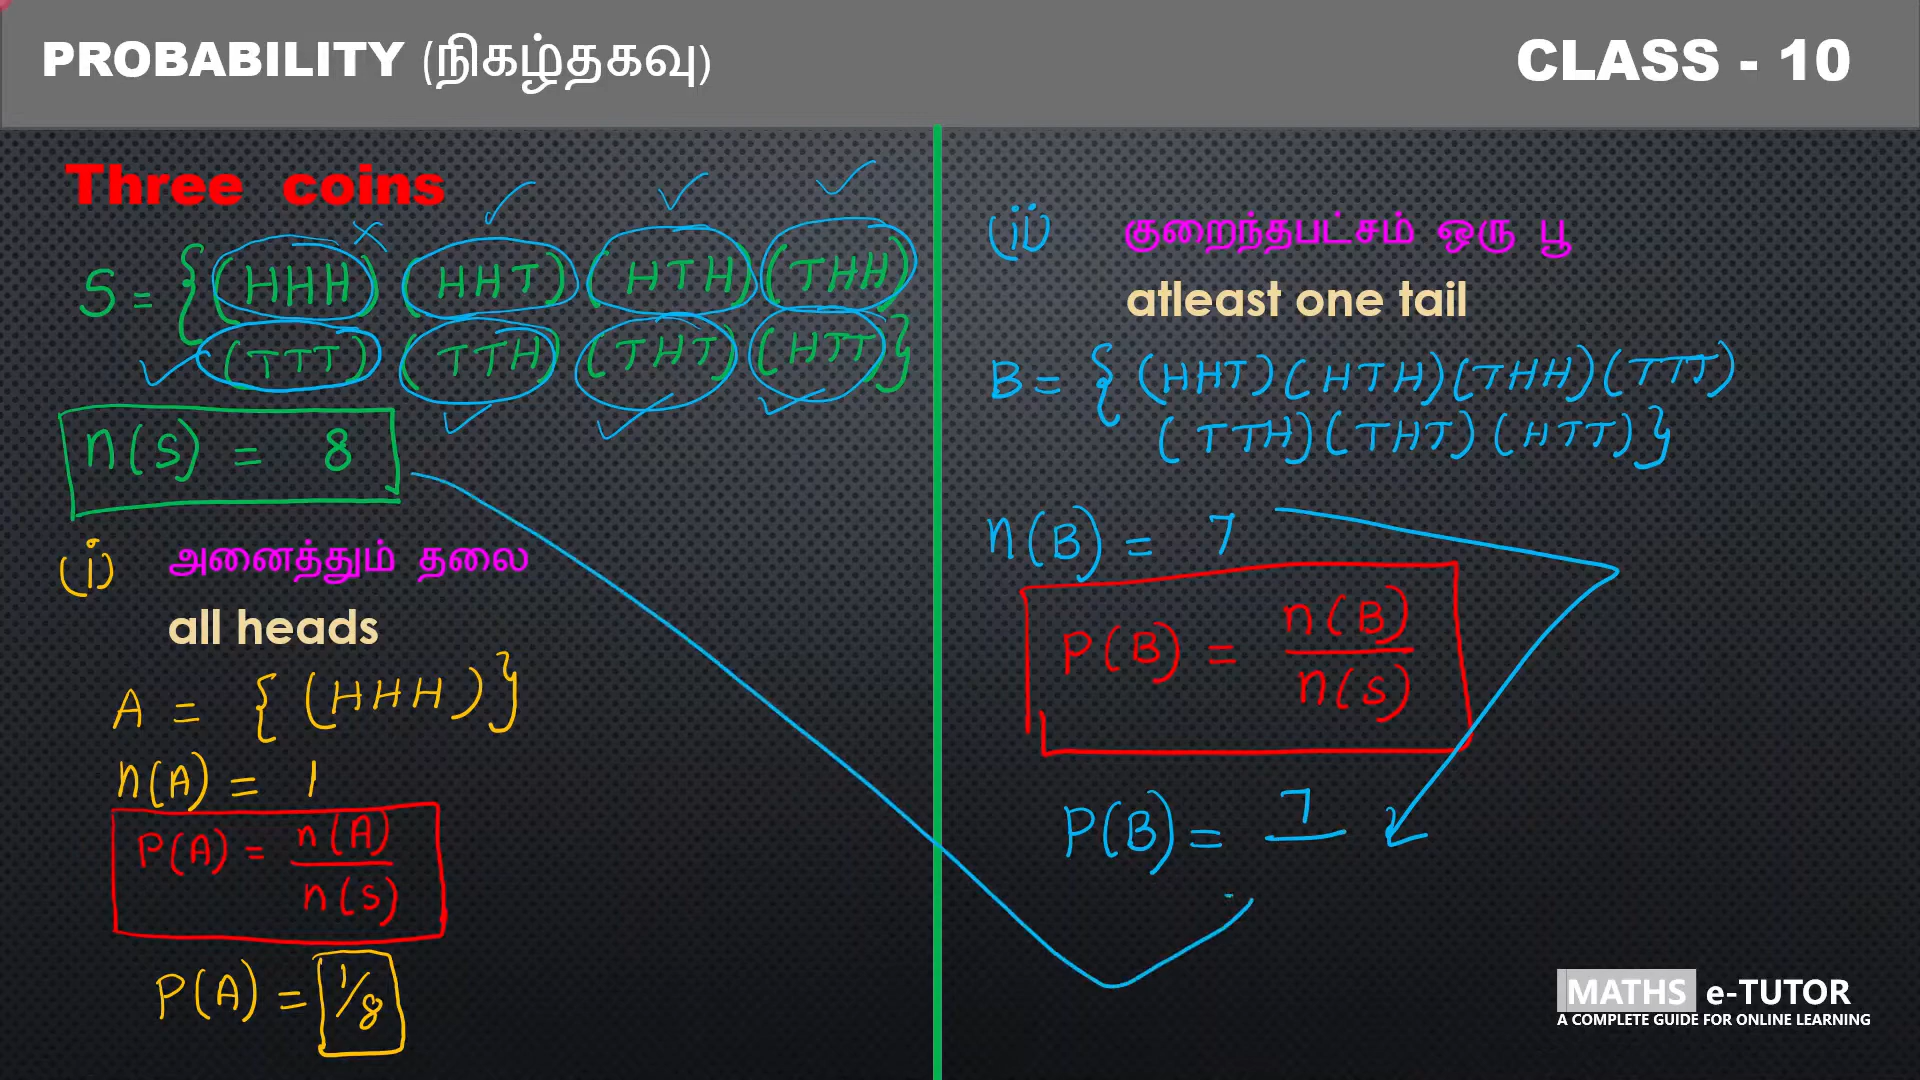 PROBABILITY (நிகழ்தகவு)
CLASS - 10
Three coins
S = { (HHH) (HHT) (HTH) (THH)
(TTT) (TTH) (THT) (HTT) }
n(S) = 8
(i) அனைத்தும் தலை
all heads
A = { (HHH) }
n(A) = 1
P(A) = n(A)
n(S)
P(A) = 1/8
(ii) குறைந்தபட்சம் ஒரு பூ
atleast one tail
B = { (HHT) (HTH) (THH) (TTT)
(TTH) (THT) (HTT) }
n(B) = 7
P(B) = n(B)
n(S)
P(B) = 7
MATHS e-TUTOR
A COMPLETE GUIDE FOR ONLINE LEARNING